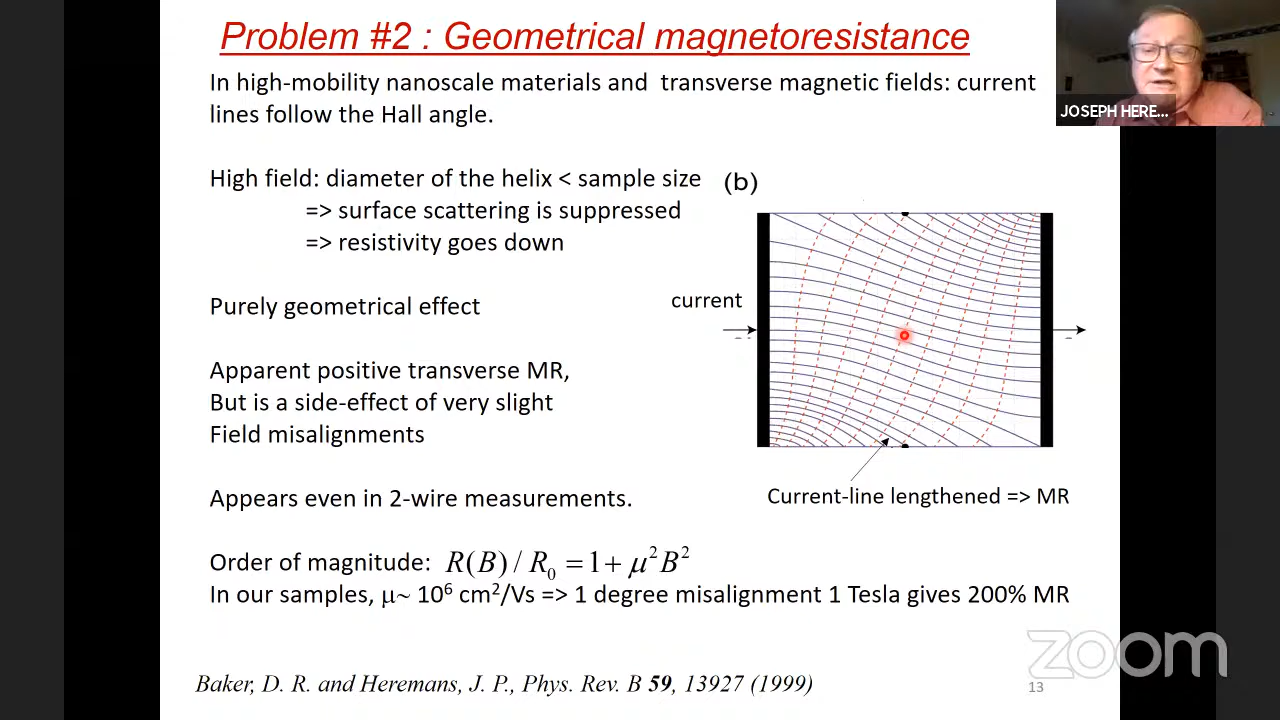 Problem #2 : Geometrical magnetoresistance
In high-mobility nanoscale materials and transverse magnetic fields: current
lines follow the Hall angle.
High field: diameter of the helix < sample size
=> surface scattering is suppressed
=> resistivity goes down
Purely geometrical effect
Apparent positive transverse MR,
But is a side-effect of very slight
Field misalignments
Appears even in 2-wire measurements.
Order of magnitude: R(B) / R₀ = 1 + μ²B²
In our samples, μ~ 10⁶ cm²/Vs => 1 degree misalignment 1 Tesla gives 200% MR
(b)
current
Current-line lengthened => MR
Baker, D. R. and Heremans, J. P., Phys. Rev. B 59, 13927 (1999)
13
JOSEPH HERE...
zoom